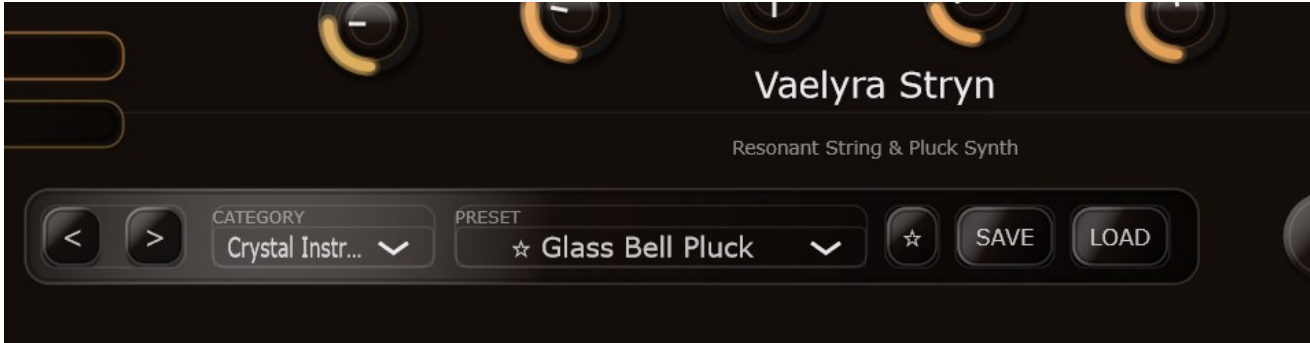 Vaelyra Stryn
Resonant String & Pluck Synth
CATEGORY
PRESET
< > Crystal Instr... ☆ Glass Bell Pluck ☆ SAVE LOAD